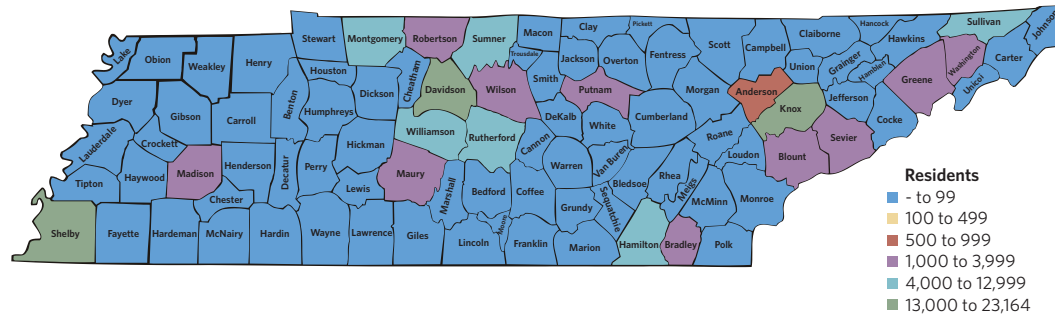 Stewart
Montgomery
Robertson
Sumner
Macon
Clay
Pickett
Trousdale
Jackson
Overton
Fentress
Scott
Campbell
Claiborne
Hancock
Hawkins
Sullivan
Johnson
Lake
Obion
Weakley
Henry
Houston
Dickson
Cheatham
Davidson
Wilson
Smith
Putnam
Morgan
Anderson
Union
Grainger
Hamblen
Greene
Washington
Carter
Unicoi
Dyer
Gibson
Carroll
Benton
Humphreys
Williamson
Rutherford
Cannon
DeKalb
White
Cumberland
Roane
Knox
Jefferson
Cocke
Sevier
Blount
Loudon
Lauderdale
Crockett
Haywood
Madison
Henderson
Decatur
Perry
Hickman
Lewis
Maury
Marshall
Bedford
Coffee
Warren
Van Buren
Bledsoe
Rhea
Meigs
McMinn
Monroe
Tipton
Chester
Shelby
Fayette
Hardeman
McNairy
Hardin
Wayne
Lawrence
Giles
Lincoln
Moore
Franklin
Grundy
Sequatchie
Marion
Hamilton
Bradley
Polk
Residents
- to 99
100 to 499
500 to 999
1,000 to 3,999
4,000 to 12,999
13,000 to 23,164